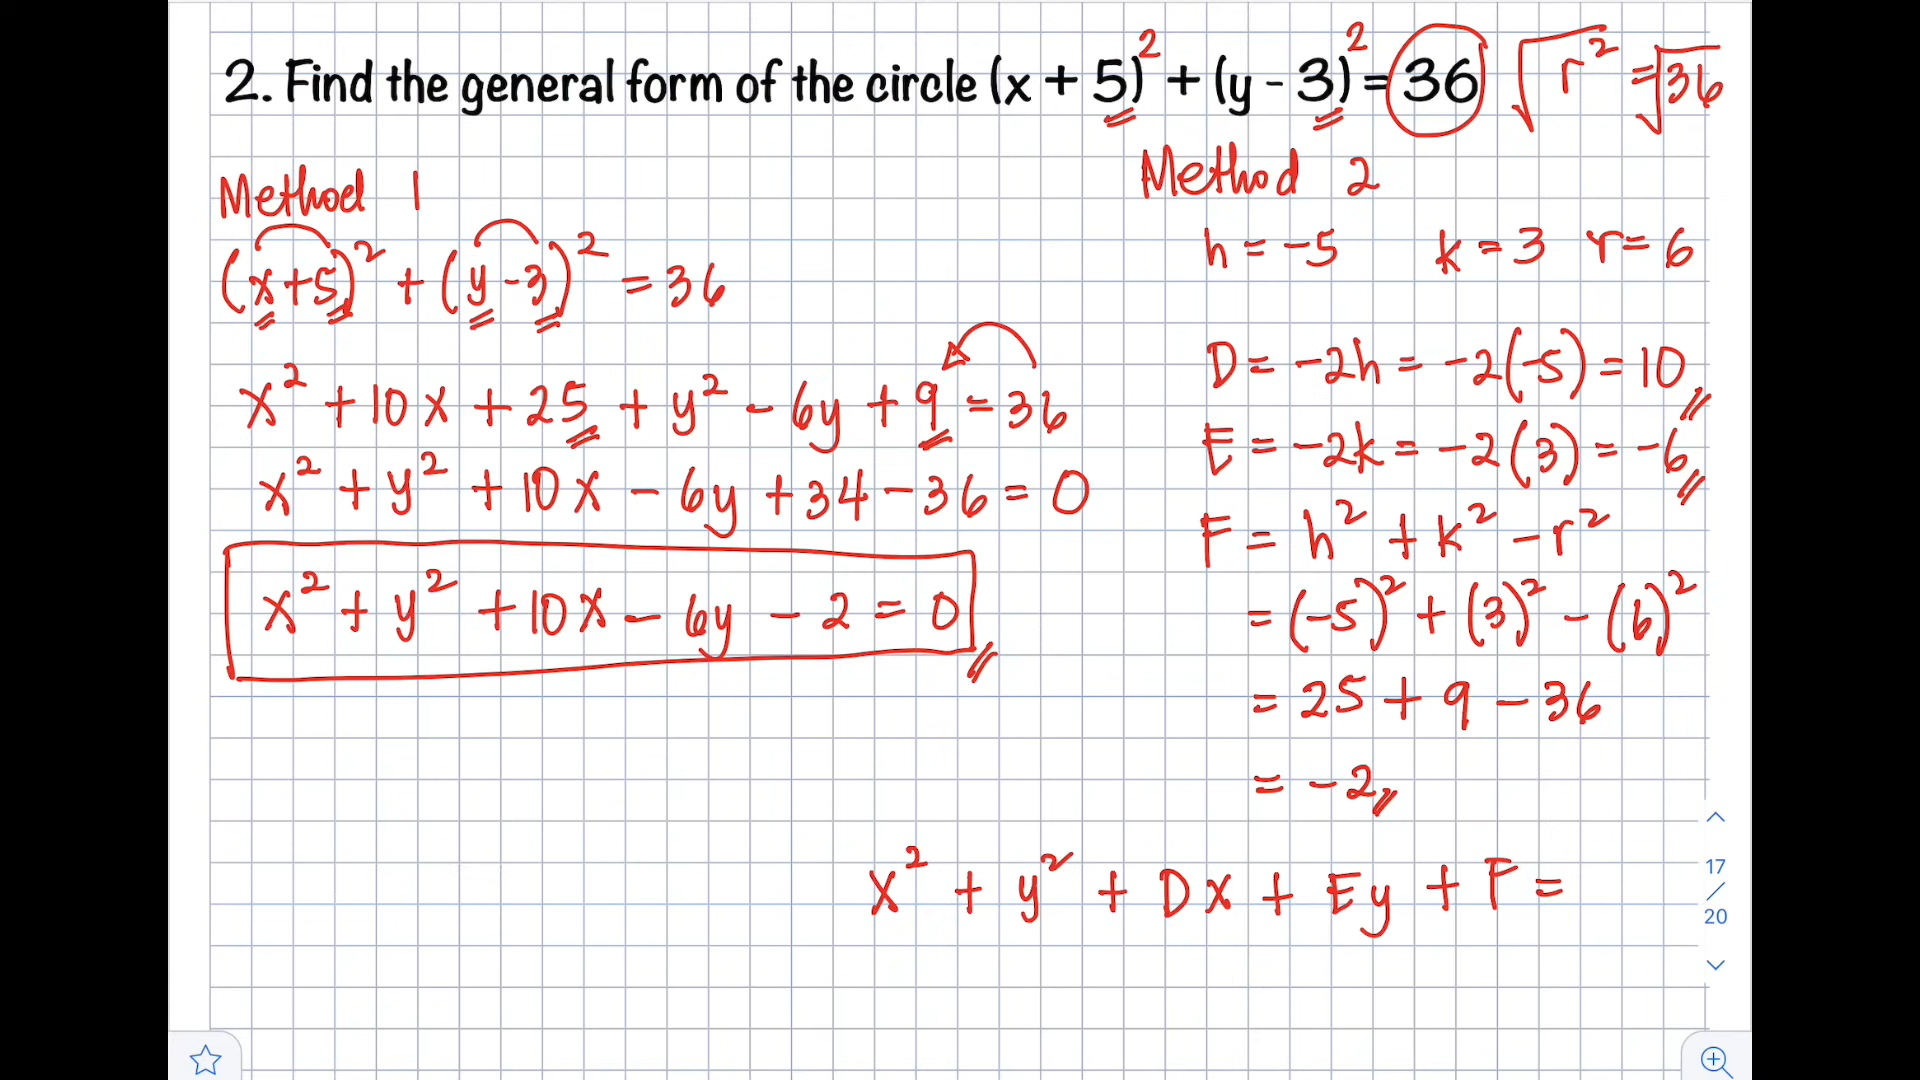 2. Find the general form of the circle (x + 5)² + (y - 3)² = 36 √r² = √36
Method 1
(x+5)² + (y-3)² = 36
x² + 10x + 25 + y² - 6y + 9 = 36
x² + y² + 10x - 6y + 34 - 36 = 0
x² + y² + 10x - 6y - 2 = 0
Method 2
h = -5 k = 3 r = 6
D = -2h = -2(-5) = 10
E = -2k = -2(3) = -6
F = h² + k² - r²
= (-5)² + (3)² - (6)²
= 25 + 9 - 36
= -2
x² + y² + Dx + Ey + F =
17
/
20